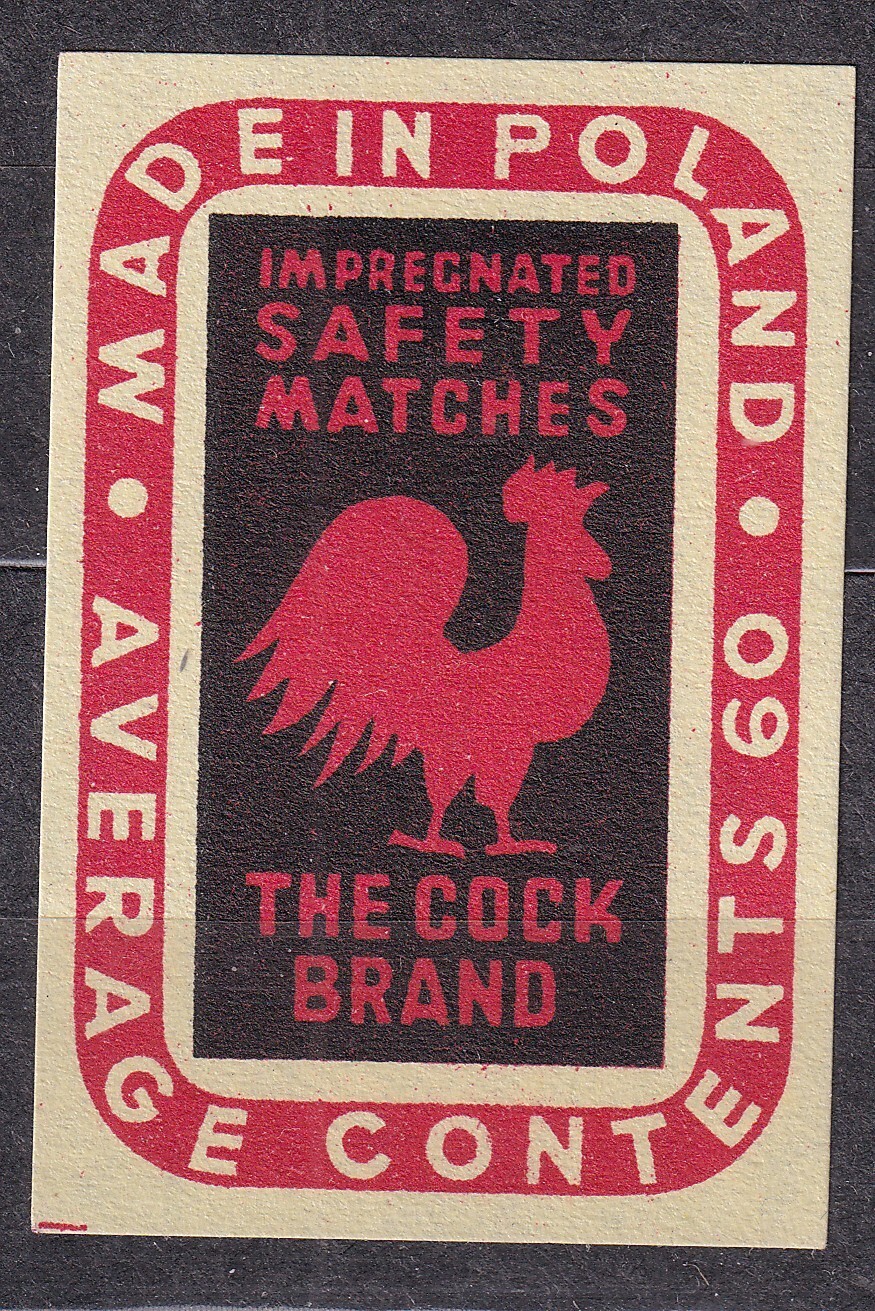 MADE IN POLAND
IMPREGNATED
SAFETY
MATCHES
THE COCK
BRAND
• AVERAGE CONTENTS 60 •